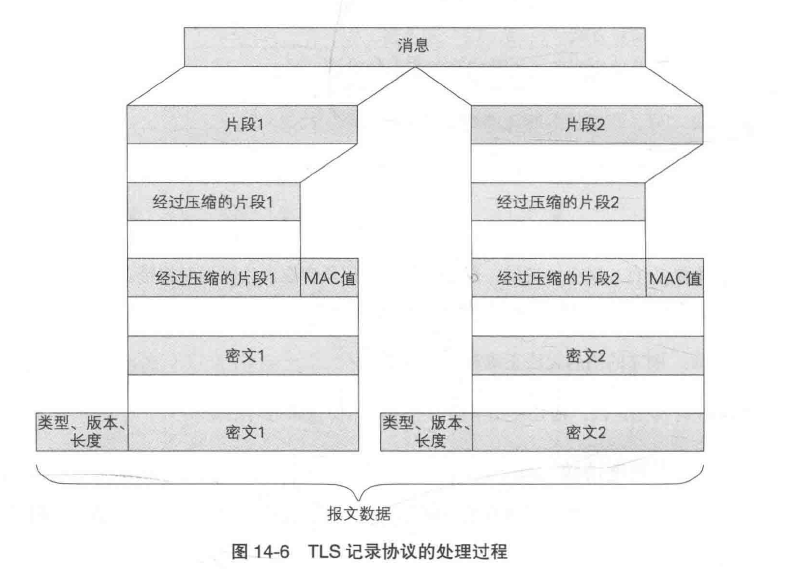 消息
片段1
片段2
经过压缩的片段1
经过压缩的片段2
经过压缩的片段1 MAC值
经过压缩的片段2 MAC值
密文1
密文2
类型、版本、
长度
密文1
类型、版本、
长度
密文2
报文数据
图 14-6 TLS 记录协议的处理过程